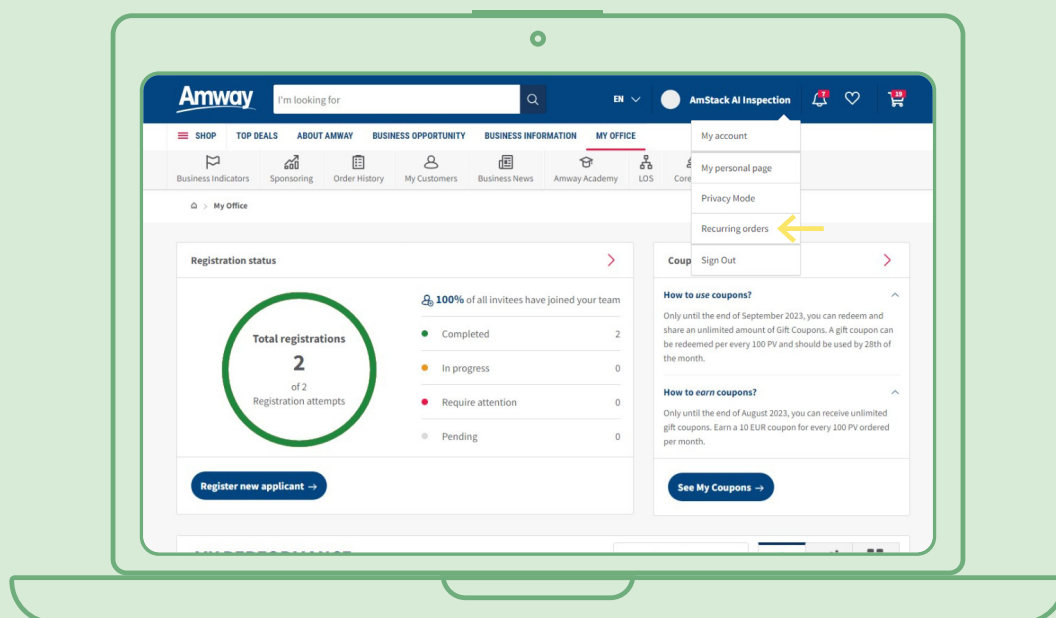 Amway
I'm looking for
EN
AmStack AI Inspection
7
19
SHOP
TOP DEALS
ABOUT AMWAY
BUSINESS OPPORTUNITY
BUSINESS INFORMATION
MY OFFICE
My account
My personal page
Privacy Mode
Recurring orders
Sign Out
Business Indicators
Sponsoring
Order History
My Customers
Business News
Amway Academy
LOS
Core
> My Office
Registration status
>
Total registrations
2
of 2
Registration attempts
100% of all invitees have joined your team
Completed 2
In progress 0
Require attention 0
Pending 0
Register new applicant →
Coup
>
How to use coupons?
Only until the end of September 2023, you can redeem and
share an unlimited amount of Gift Coupons. A gift coupon can
be redeemed per every 100 PV and should be used by 28th of
the month.
How to earn coupons?
Only until the end of August 2023, you can receive unlimited
gift coupons. Earn a 10 EUR coupon for every 100 PV ordered
per month.
See My Coupons →
MY PERFORMANCE